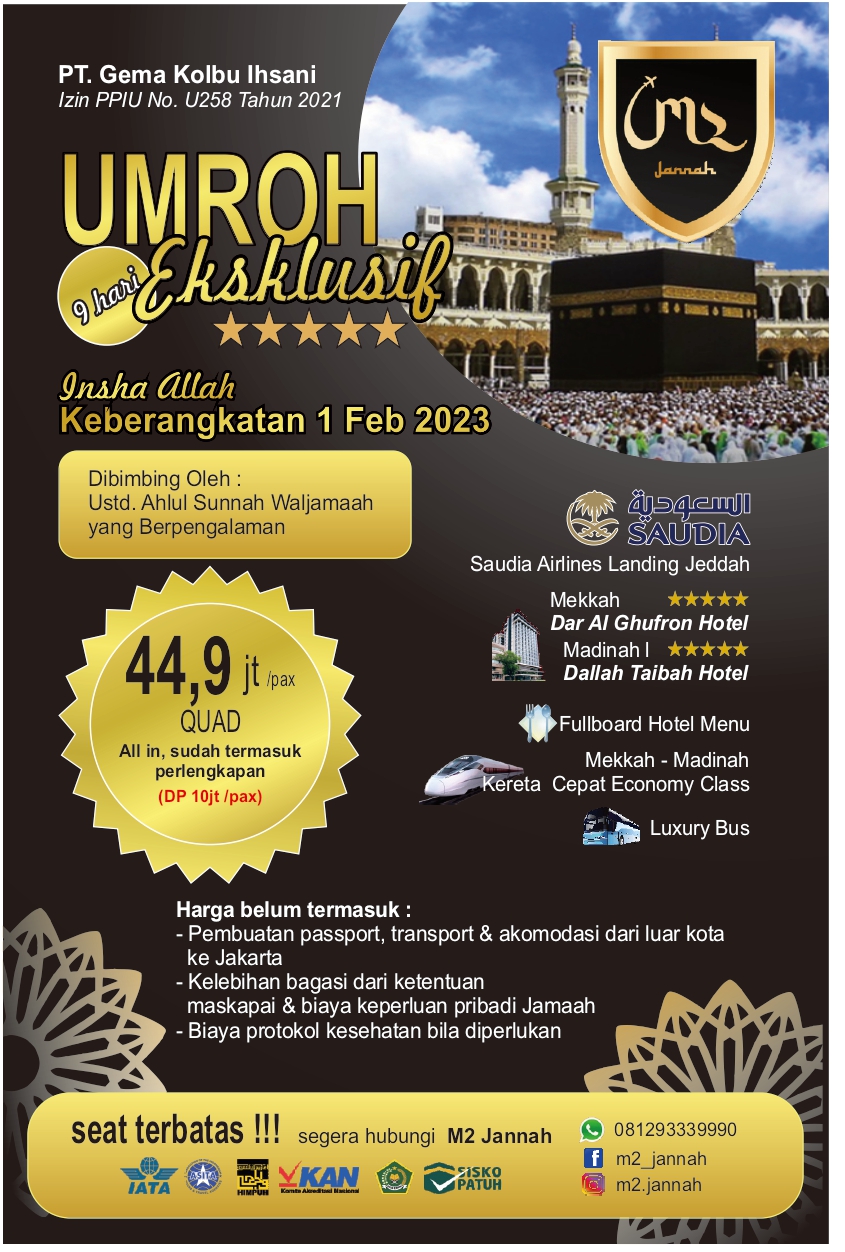 PT. Gema Kolbu Ihsani
Izin PPIU No. U258 Tahun 2021
M2
Jannah
UMROH
9 hari
Eksklusif
Insha Allah
Keberangkatan 1 Feb 2023
Dibimbing Oleh :
Ustd. Ahlul Sunnah Waljamaah
yang Berpengalaman
السعودية
SAUDIA
Saudia Airlines Landing Jeddah
Mekkah
Dar Al Ghufron Hotel
Madinah I
Dallah Taibah Hotel
Fullboard Hotel Menu
Mekkah - Madinah
Kereta Cepat Economy Class
Luxury Bus
44,9 jt /pax
QUAD
All in, sudah termasuk
perlengkapan
(DP 10jt /pax)
Harga belum termasuk :
- Pembuatan passport, transport & akomodasi dari luar kota
ke Jakarta
- Kelebihan bagasi dari ketentuan
maskapai & biaya keperluan pribadi Jamaah
- Biaya protokol kesehatan bila diperlukan
seat terbatas !!! segera hubungi M2 Jannah
081293339990
m2_jannah
m2.jannah
IATA
ASITA
HIMPUH
KAN
Komite Akreditasi Nasional
SISKO
PATUH